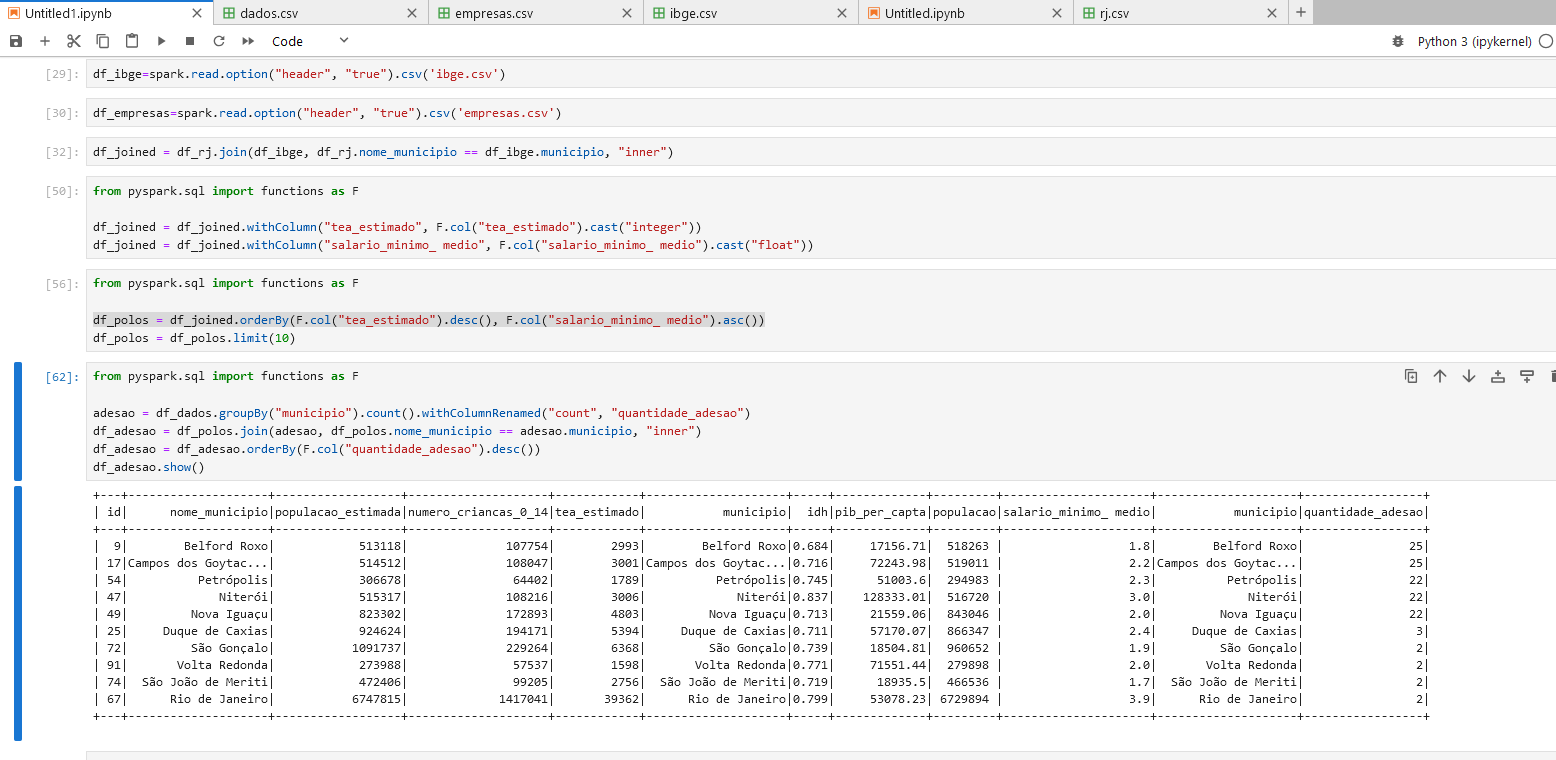 Untitled1.ipynb dados.csv empresas.csv ibge.csv Untitled.ipynb rj.csv
Code Python 3 (ipykernel)
[29]: df_ibge=spark.read.option("header", "true").csv('ibge.csv')
[30]: df_empresas=spark.read.option("header", "true").csv('empresas.csv')
[32]: df_joined = df_rj.join(df_ibge, df_rj.nome_municipio == df_ibge.municipio, "inner")
[50]: from pyspark.sql import functions as F
df_joined = df_joined.withColumn("tea_estimado", F.col("tea_estimado").cast("integer"))
df_joined = df_joined.withColumn("salario_minimo_ medio", F.col("salario_minimo_ medio").cast("float"))
[56]: from pyspark.sql import functions as F
df_polos = df_joined.orderBy(F.col("tea_estimado").desc(), F.col("salario_minimo_ medio").asc())
df_polos = df_polos.limit(10)
[62]: from pyspark.sql import functions as F
adesao = df_dados.groupBy("municipio").count().withColumnRenamed("count", "quantidade_adesao")
df_adesao = df_polos.join(adesao, df_polos.nome_municipio == adesao.municipio, "inner")
df_adesao = df_adesao.orderBy(F.col("quantidade_adesao").desc())
df_adesao.show()
+---+-------------------+------------------+--------------------+------------+-------------------+-----+-------------+---------+---------------------+-------------------+-----------------+
| id| nome_municipio|populacao_estimada|numero_criancas_0_14|tea_estimado| municipio| idh|pib_per_capta|populacao|salario_minimo_ medio| municipio|quantidade_adesao|
+---+-------------------+------------------+--------------------+------------+-------------------+-----+-------------+---------+---------------------+-------------------+-----------------+
| 9| Belford Roxo| 513118| 107754| 2993| Belford Roxo|0.684| 17156.71| 518263 | 1.8| Belford Roxo| 25|
| 17|Campos dos Goytac...| 514512| 108047| 3001|Campos dos Goytac...|0.716| 72243.98| 519011 | 2.2|Campos dos Goytac...| 25|
| 54| Petrópolis| 306678| 64402| 1789| Petrópolis|0.745| 51003.6| 294983 | 2.3| Petrópolis| 22|
| 47| Niterói| 515317| 108216| 3006| Niterói|0.837| 128333.01| 516720 | 3.0| Niterói| 22|
| 49| Nova Iguaçu| 823302| 172893| 4803| Nova Iguaçu|0.713| 21559.06| 843046 | 2.0| Nova Iguaçu| 22|
| 25| Duque de Caxias| 924624| 194171| 5394| Duque de Caxias|0.711| 57170.07| 866347 | 2.4| Duque de Caxias| 3|
| 72| São Gonçalo| 1091737| 229264| 6368| São Gonçalo|0.739| 18504.81| 960652 | 1.9| São Gonçalo| 2|
| 91| Volta Redonda| 273988| 57537| 1598| Volta Redonda|0.771| 71551.44| 279898 | 2.0| Volta Redonda| 2|
| 74| São João de Meriti| 472406| 99205| 2756| São João de Meriti|0.719| 18935.5| 466536 | 1.7| São João de Meriti| 2|
| 67| Rio de Janeiro| 6747815| 1417041| 39362| Rio de Janeiro|0.799| 53078.23| 6729894 | 3.9| Rio de Janeiro| 2|
+---+-------------------+------------------+--------------------+------------+-------------------+-----+-------------+---------+---------------------+-------------------+-----------------+